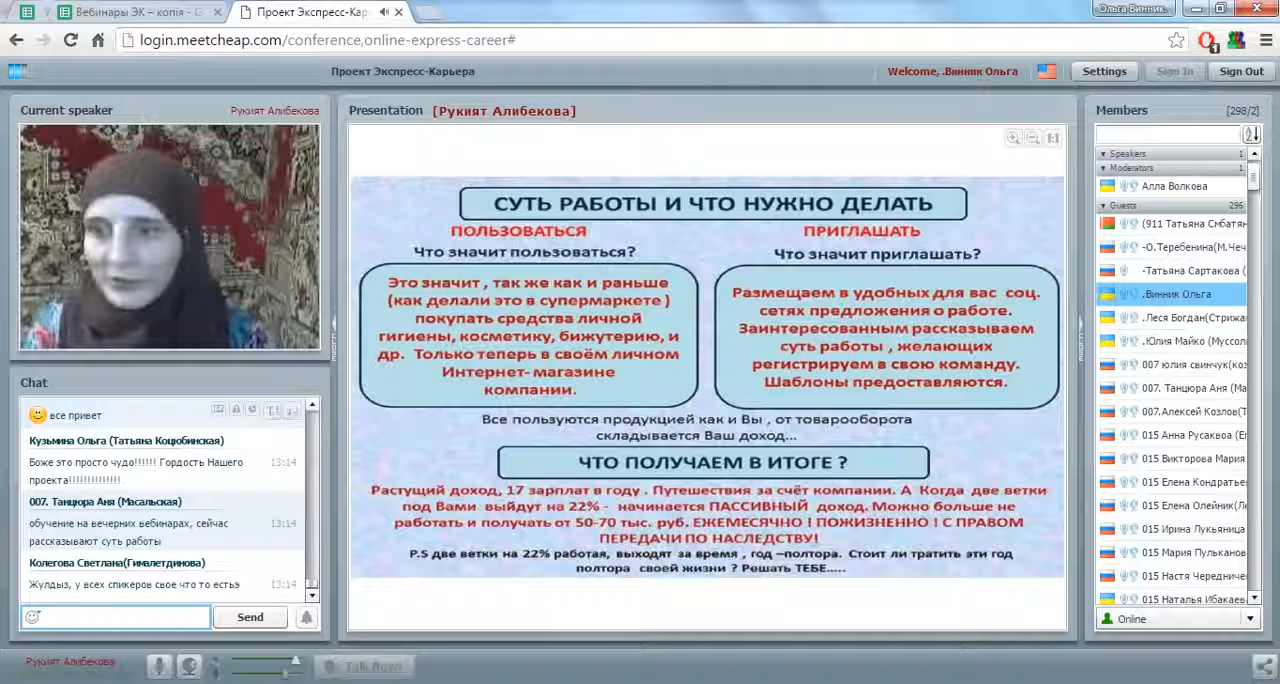 Вебинары ЭК – копія - G
Проект Экспресс-Кар
Ольга Винник.
login.meetcheap.com/conference,online-express-career#
Проект Экспресс-Карьера
Welcome, .Винник Ольга
Settings
Sign In
Sign Out
Current speaker
Рукият Алибекова
Presentation [Рукият Алибекова]
Members [298/2]
1:1
СУТЬ РАБОТЫ И ЧТО НУЖНО ДЕЛАТЬ
ПОЛЬЗОВАТЬСЯ
Что значит пользоваться?
Это значит , так же как и раньше
(как делали это в супермаркете )
покупать средства личной
гигиены, косметику, бижутерию, и
др. Только теперь в своём личном
Интернет- магазине
компании.
ПРИГЛАШАТЬ
Что значит приглашать?
Размещаем в удобных для вас соц.
сетях предложения о работе.
Заинтересованным рассказываем
суть работы , желающих
регистрируем в свою команду.
Шаблоны предоставляются.
Все пользуются продукцией как и Вы , от товарооборота
складывается Ваш доход...
ЧТО ПОЛУЧАЕМ В ИТОГЕ ?
Растущий доход, 17 зарплат в году . Путешествия за счёт компании. А Когда две ветки
под Вами выйдут на 22% - начинается ПАССИВНЫЙ доход. Можно больше не
работать и получать от 50-70 тыс. руб. ЕЖЕМЕСЯЧНО ! ПОЖИЗНЕННО ! С ПРАВОМ
ПЕРЕДАЧИ ПО НАСЛЕДСТВУ!
P.S две ветки на 22% работая, выходят за время , год –полтора. Стоит ли тратить эти год
полтора своей жизни ? Решать ТЕБЕ.....
Chat
все привет
Кузьмина Ольга (Татьяна Коцюбинская)
Боже это просто чудо!!!!!! Гордость Нашего 13:14
проекта!!!!!!!!!!!!!
007. Танцюра Аня (Масальская)
обучение на вечерних вебинарах, сейчас 13:14
рассказывают суть работы
Колегова Светлана(Гимлетдинова)
Жулдыз, у всех спикеров свое что то естьэ 13:14
Send
Speakers 1
Moderators 1
Алла Волкова
Guests 296
(911 Татьяна Смбатян
-О.Теребенина(М.Чеч
-Татьяна Сартакова (
.Винник Ольга
.Леся Богдан(Стрижа
.Юлия Майко (Муссол
007 юлия свинчук(коз
007. Танцюра Аня (Ма
007.Алексей Козлов(Т
015 Анна Русаквоа (Ег
015 Викторова Мария
015 Елена Кондратье
015 Елена Олейник(Ле
015 Ирина Лукьяница
015 Мария Пулькано
015 Настя Чередниче
015 Наталья Ибакаев
Online
Рукият Алибекова
Talk Now!